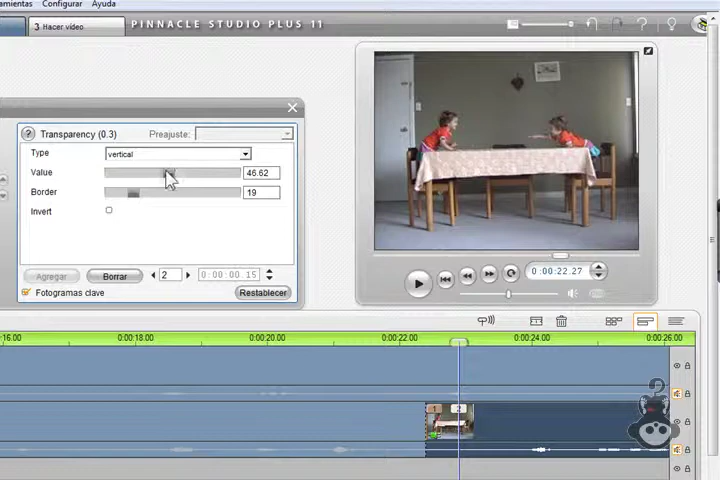 amientas Configurar Ayuda
3 Hacer vídeo PINNACLE STUDIO PLUS 11
Transparency (0.3) Preajuste:
Type vertical
Value 46.62
Border 19
Invert
Agregar Borrar 2 0:00:00.15
Fotogramas clave Restablecer
0:00:22.27
16.00 0:00:18.00 0:00:20.00 0:00:22.00 0:00:24.00 0:00:26.00
1 2